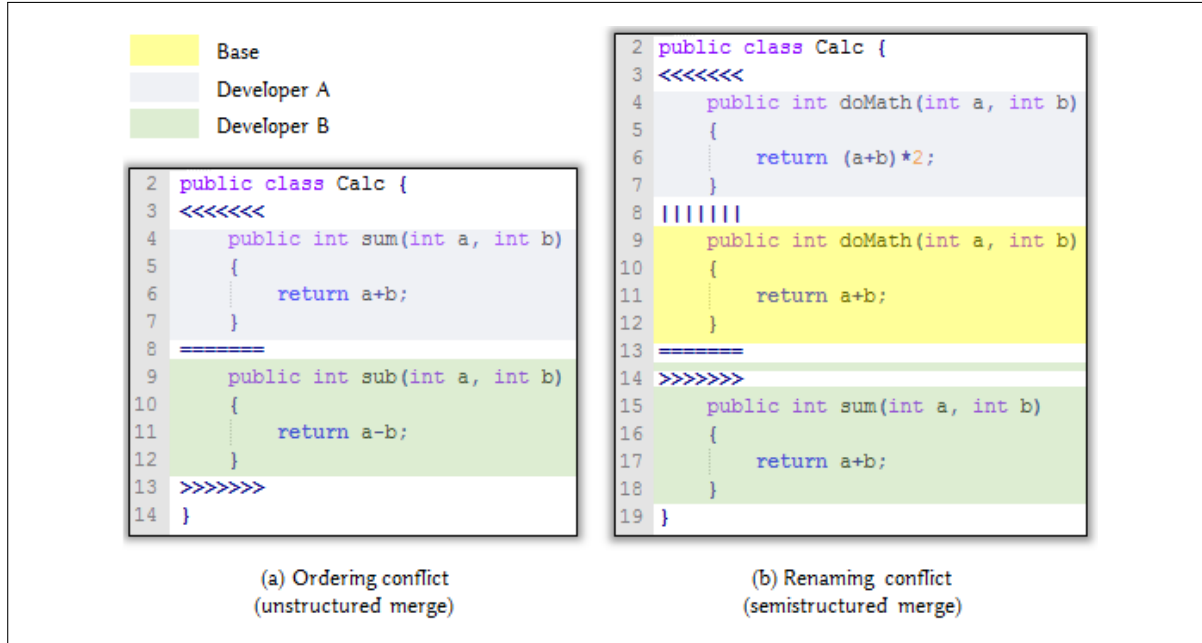 Base
Developer A
Developer B
2 public class Calc {
3 <<<<<<<
4     public int sum(int a, int b)
5     {
6         return a+b;
7     }
8 =======
9     public int sub(int a, int b)
10     {
11         return a-b;
12     }
13 >>>>>>>
14 }
(a) Ordering conflict
(unstructured merge)
2 public class Calc {
3 <<<<<<<
4     public int doMath(int a, int b)
5     {
6         return (a+b)*2;
7     }
8 |||||||
9     public int doMath(int a, int b)
10     {
11         return a+b;
12     }
13 =======
14 >>>>>>>
15     public int sum(int a, int b)
16     {
17         return a+b;
18     }
19 }
(b) Renaming conflict
(semistructured merge)